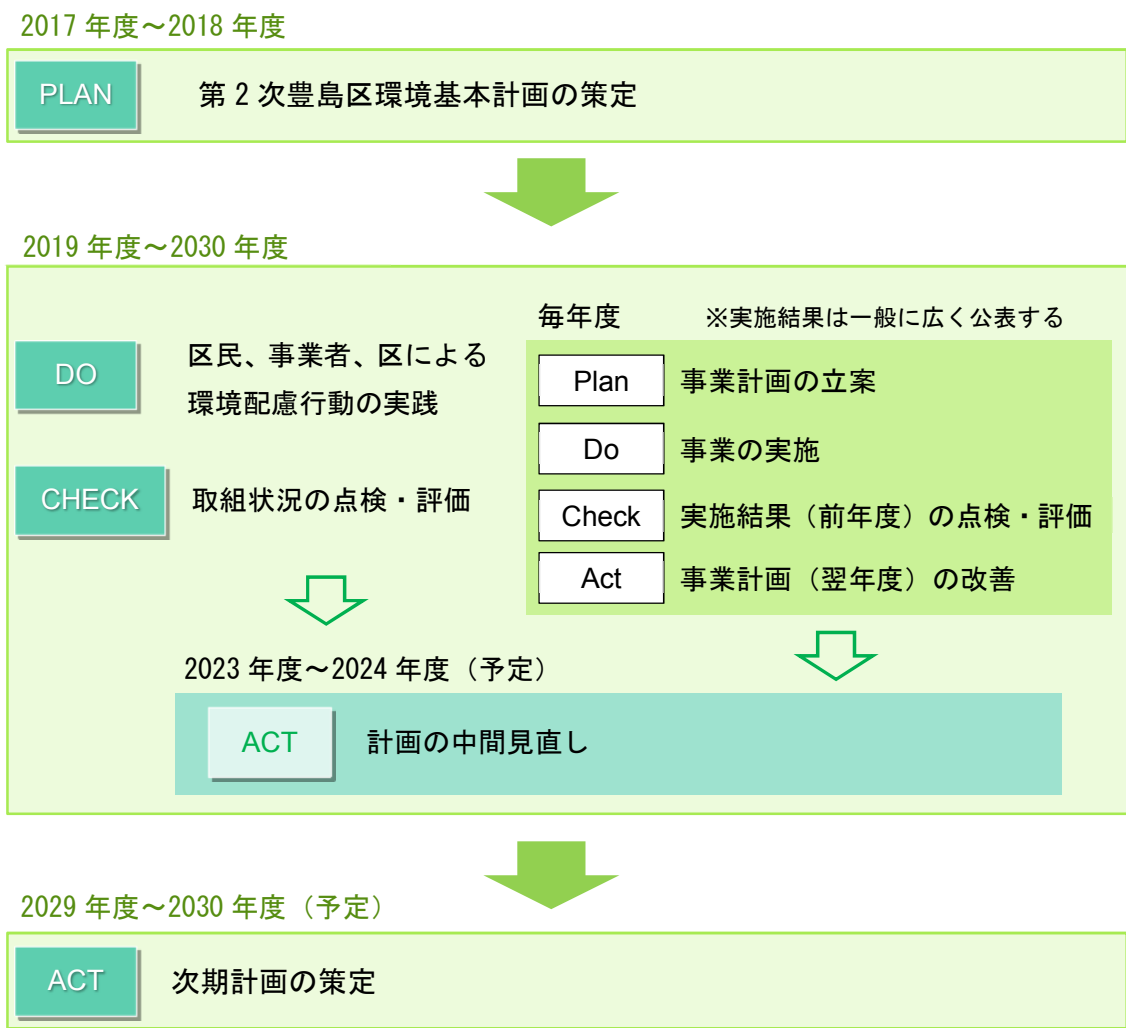 2017 年度～2018 年度
PLAN 第 2 次豊島区環境基本計画の策定
2019 年度～2030 年度
DO 区民、事業者、区による
環境配慮行動の実践
CHECK 取組状況の点検・評価
毎年度 ※実施結果は一般に広く公表する
Plan 事業計画の立案
Do 事業の実施
Check 実施結果（前年度）の点検・評価
Act 事業計画（翌年度）の改善
2023 年度～2024 年度（予定）
ACT 計画の中間見直し
2029 年度～2030 年度（予定）
ACT 次期計画の策定